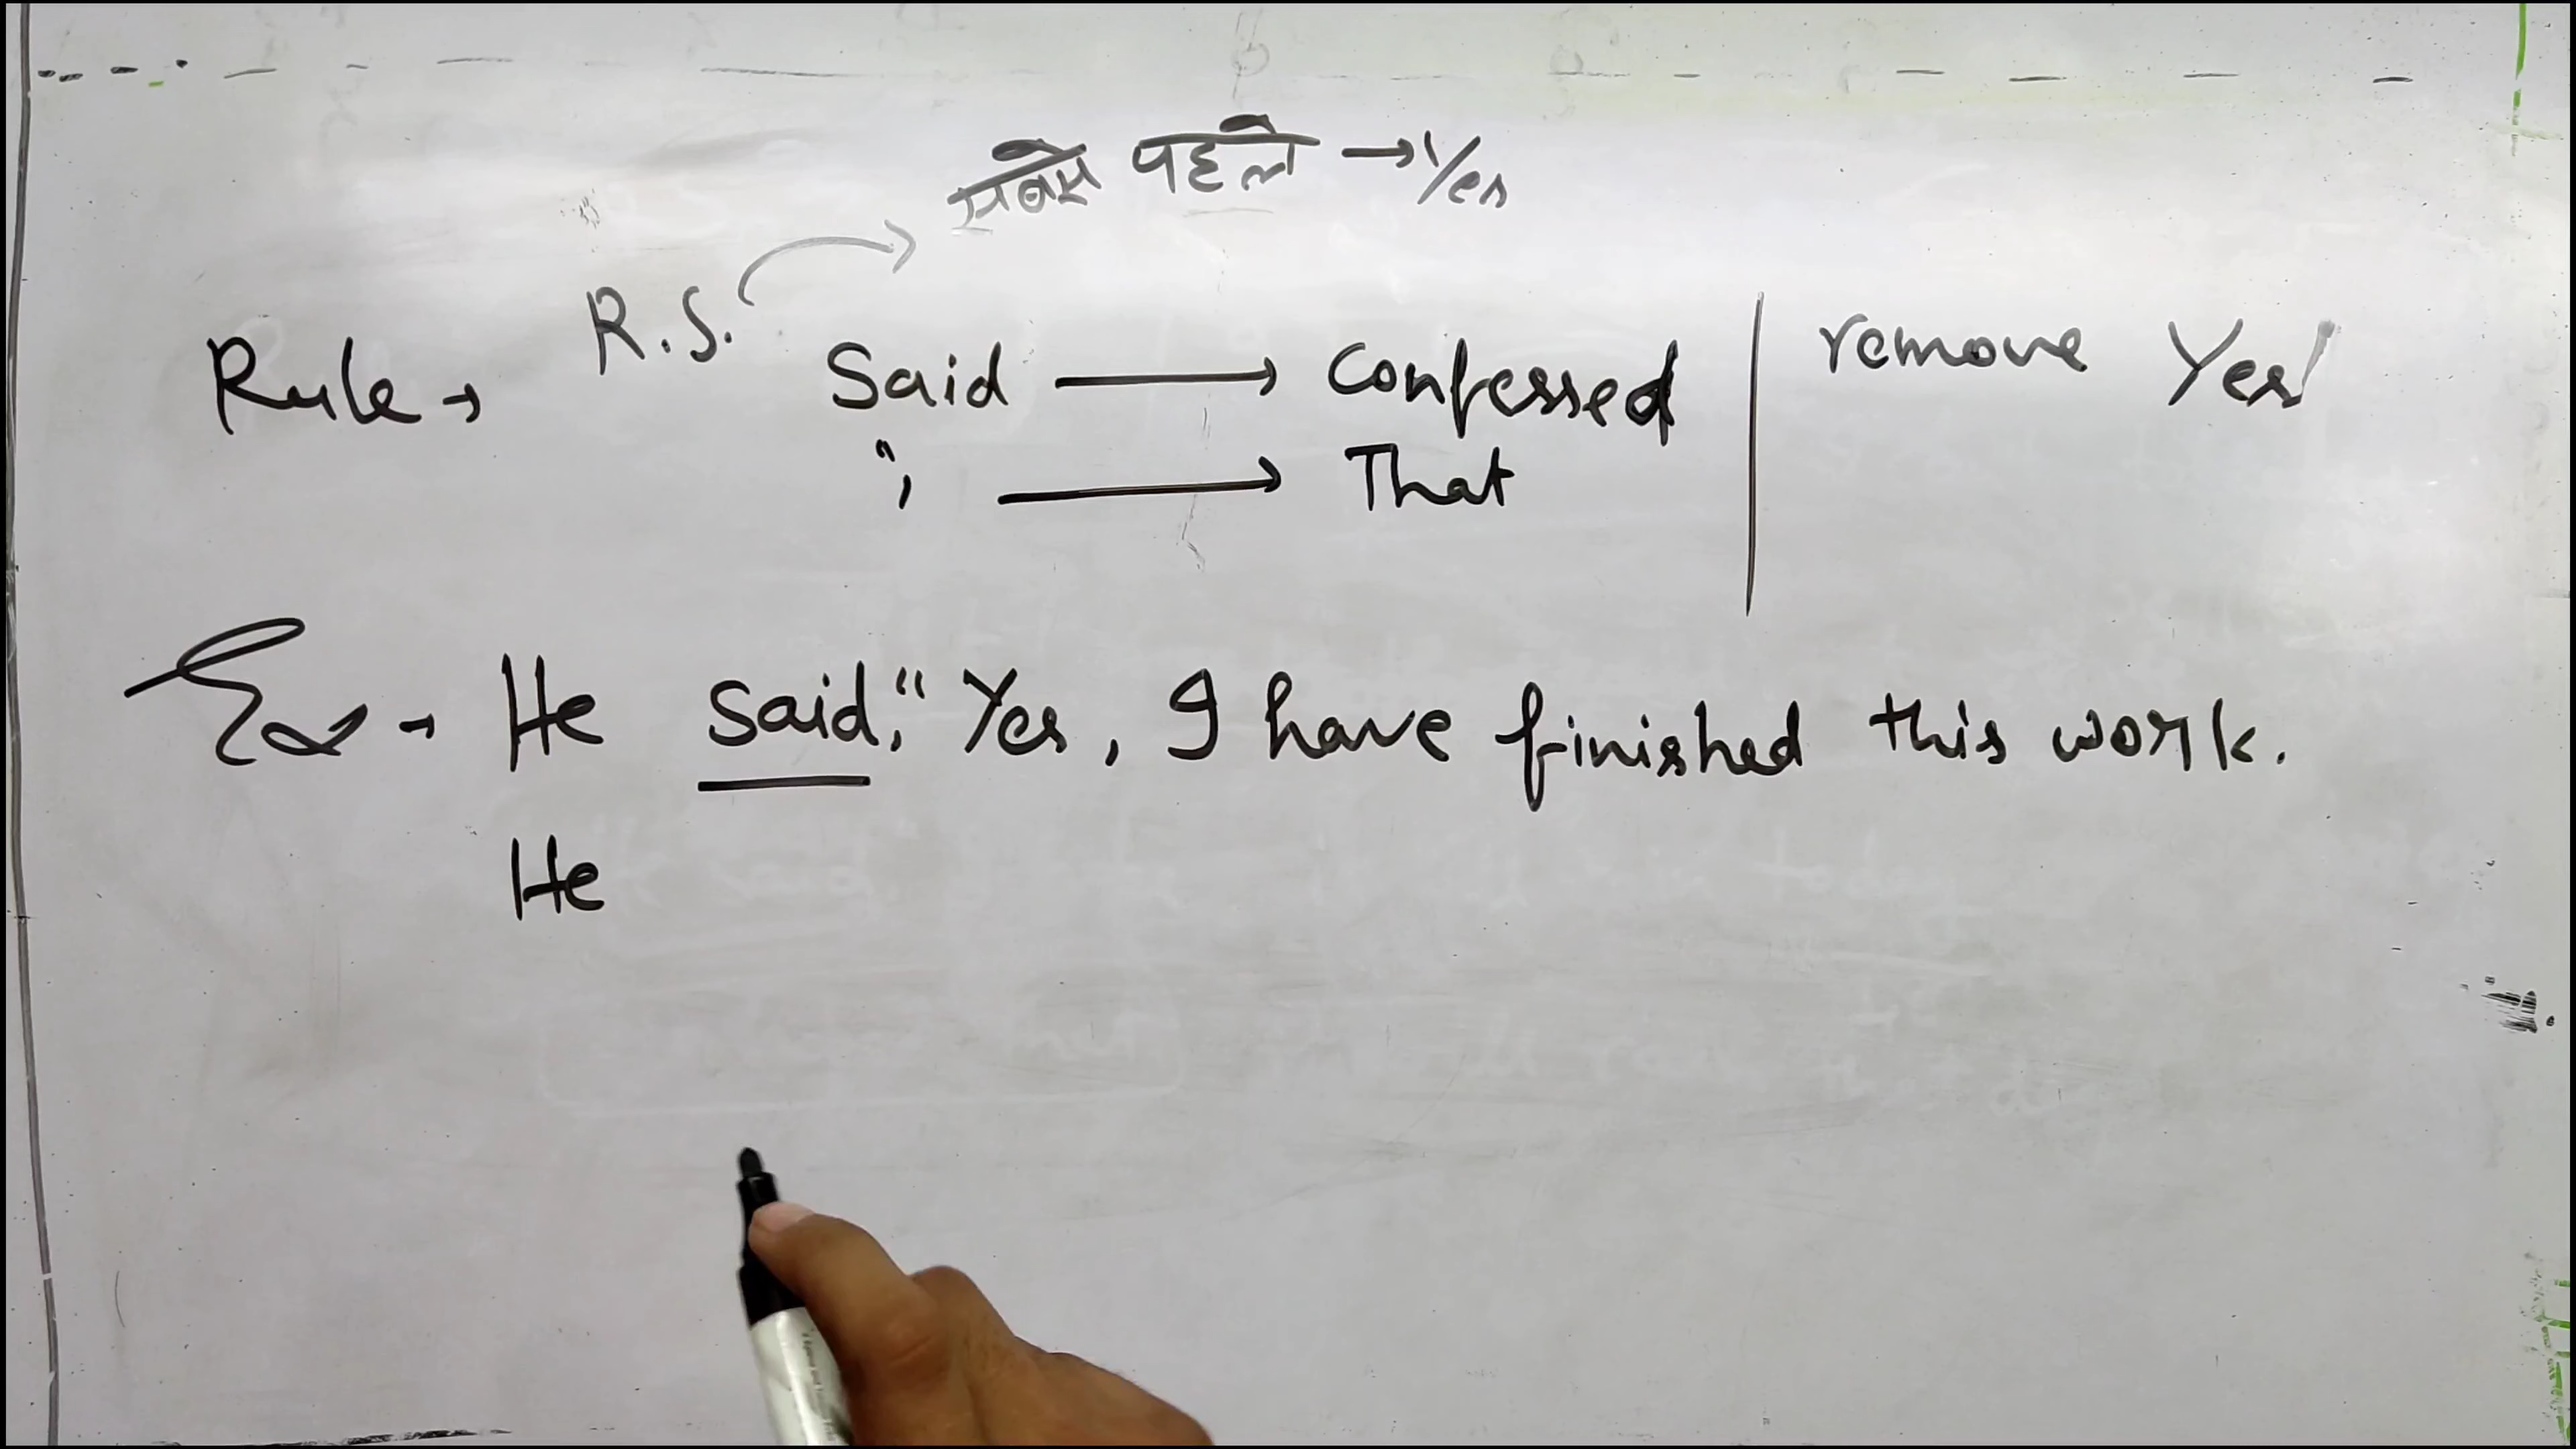 सबसे पहले → Yes
R.S.
Rule → Said → Confessed | remove Yes
", → That
Ex → He said," Yes, I have finished this work.
He